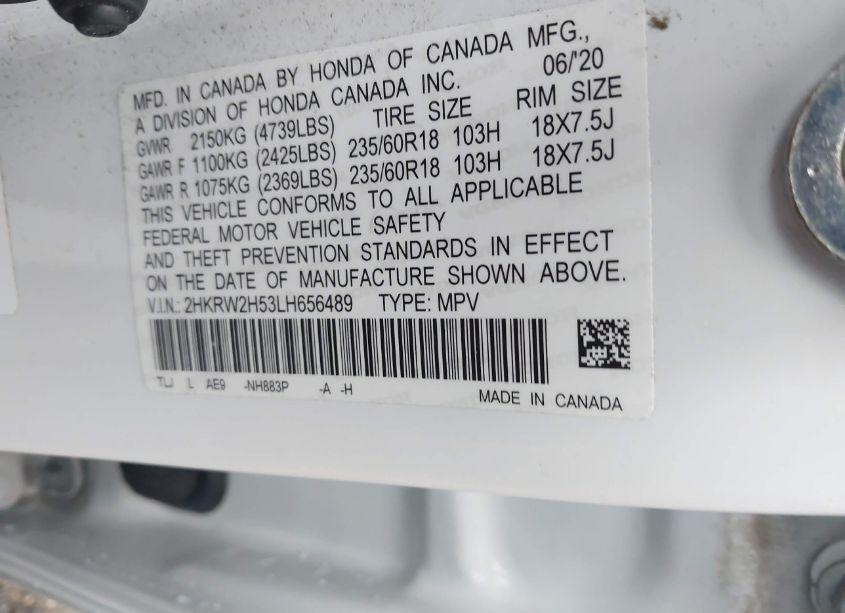 MFD. IN CANADA BY HONDA OF CANADA MFG.,
A DIVISION OF HONDA CANADA INC. 06/'20
GVWR 2150KG (4739LBS) TIRE SIZE RIM SIZE
GAWR F 1100KG (2425LBS) 235/60R18 103H 18X7.5J
GAWR R 1075KG (2369LBS) 235/60R18 103H 18X7.5J
THIS VEHICLE CONFORMS TO ALL APPLICABLE
FEDERAL MOTOR VEHICLE SAFETY
AND THEFT PREVENTION STANDARDS IN EFFECT
ON THE DATE OF MANUFACTURE SHOWN ABOVE.
V.I.N.: 2HKRW2H53LH656489 TYPE: MPV
L AE9 -NH883P -A -H
MADE IN CANADA